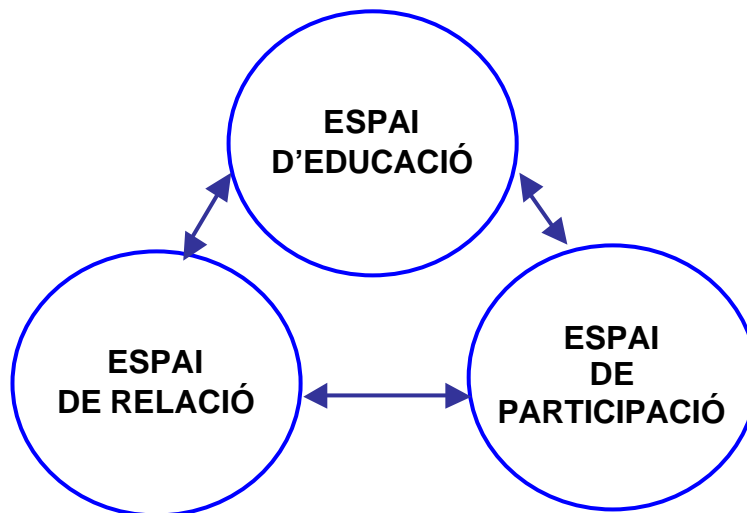 ESPAI
D’EDUCACIÓ
ESPAI
DE RELACIÓ
ESPAI
DE
PARTICIPACIÓ